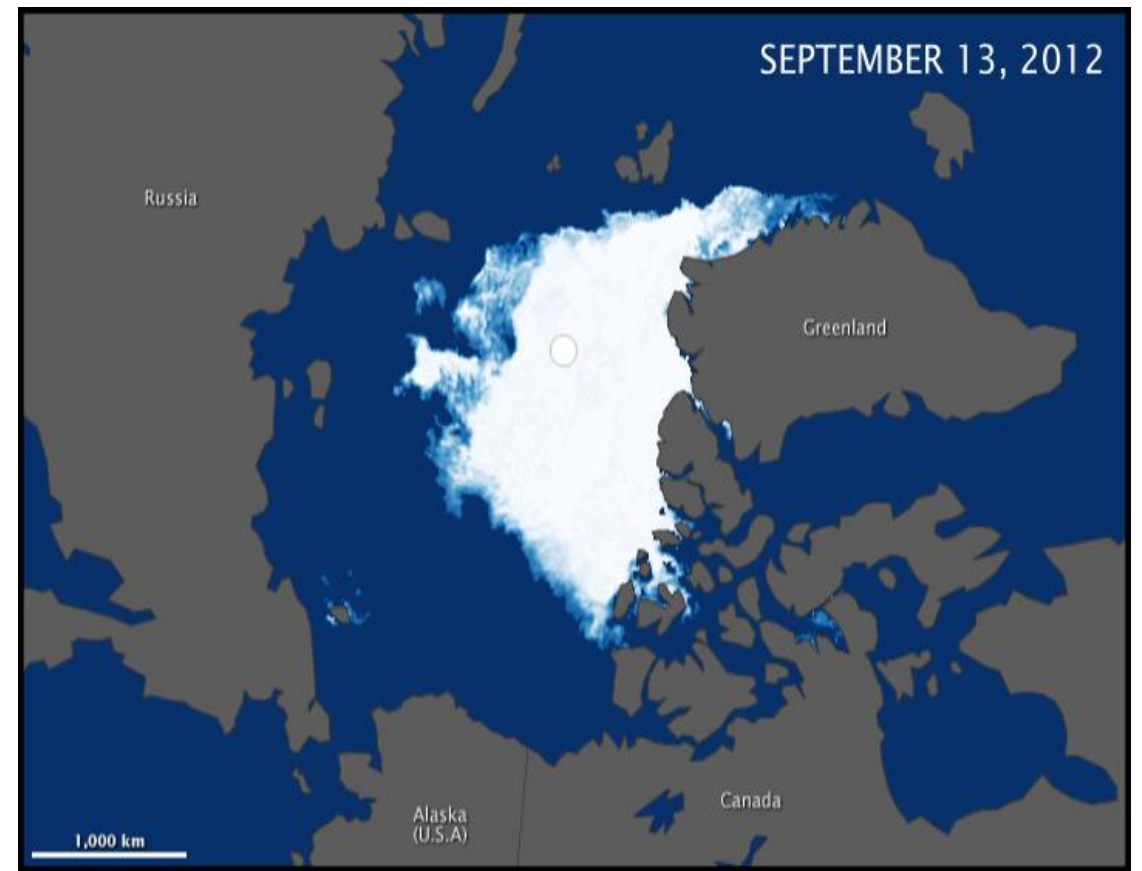 SEPTEMBER 13, 2012
Russia
Greenland
Canada
Alaska
(U.S.A)
1,000 km